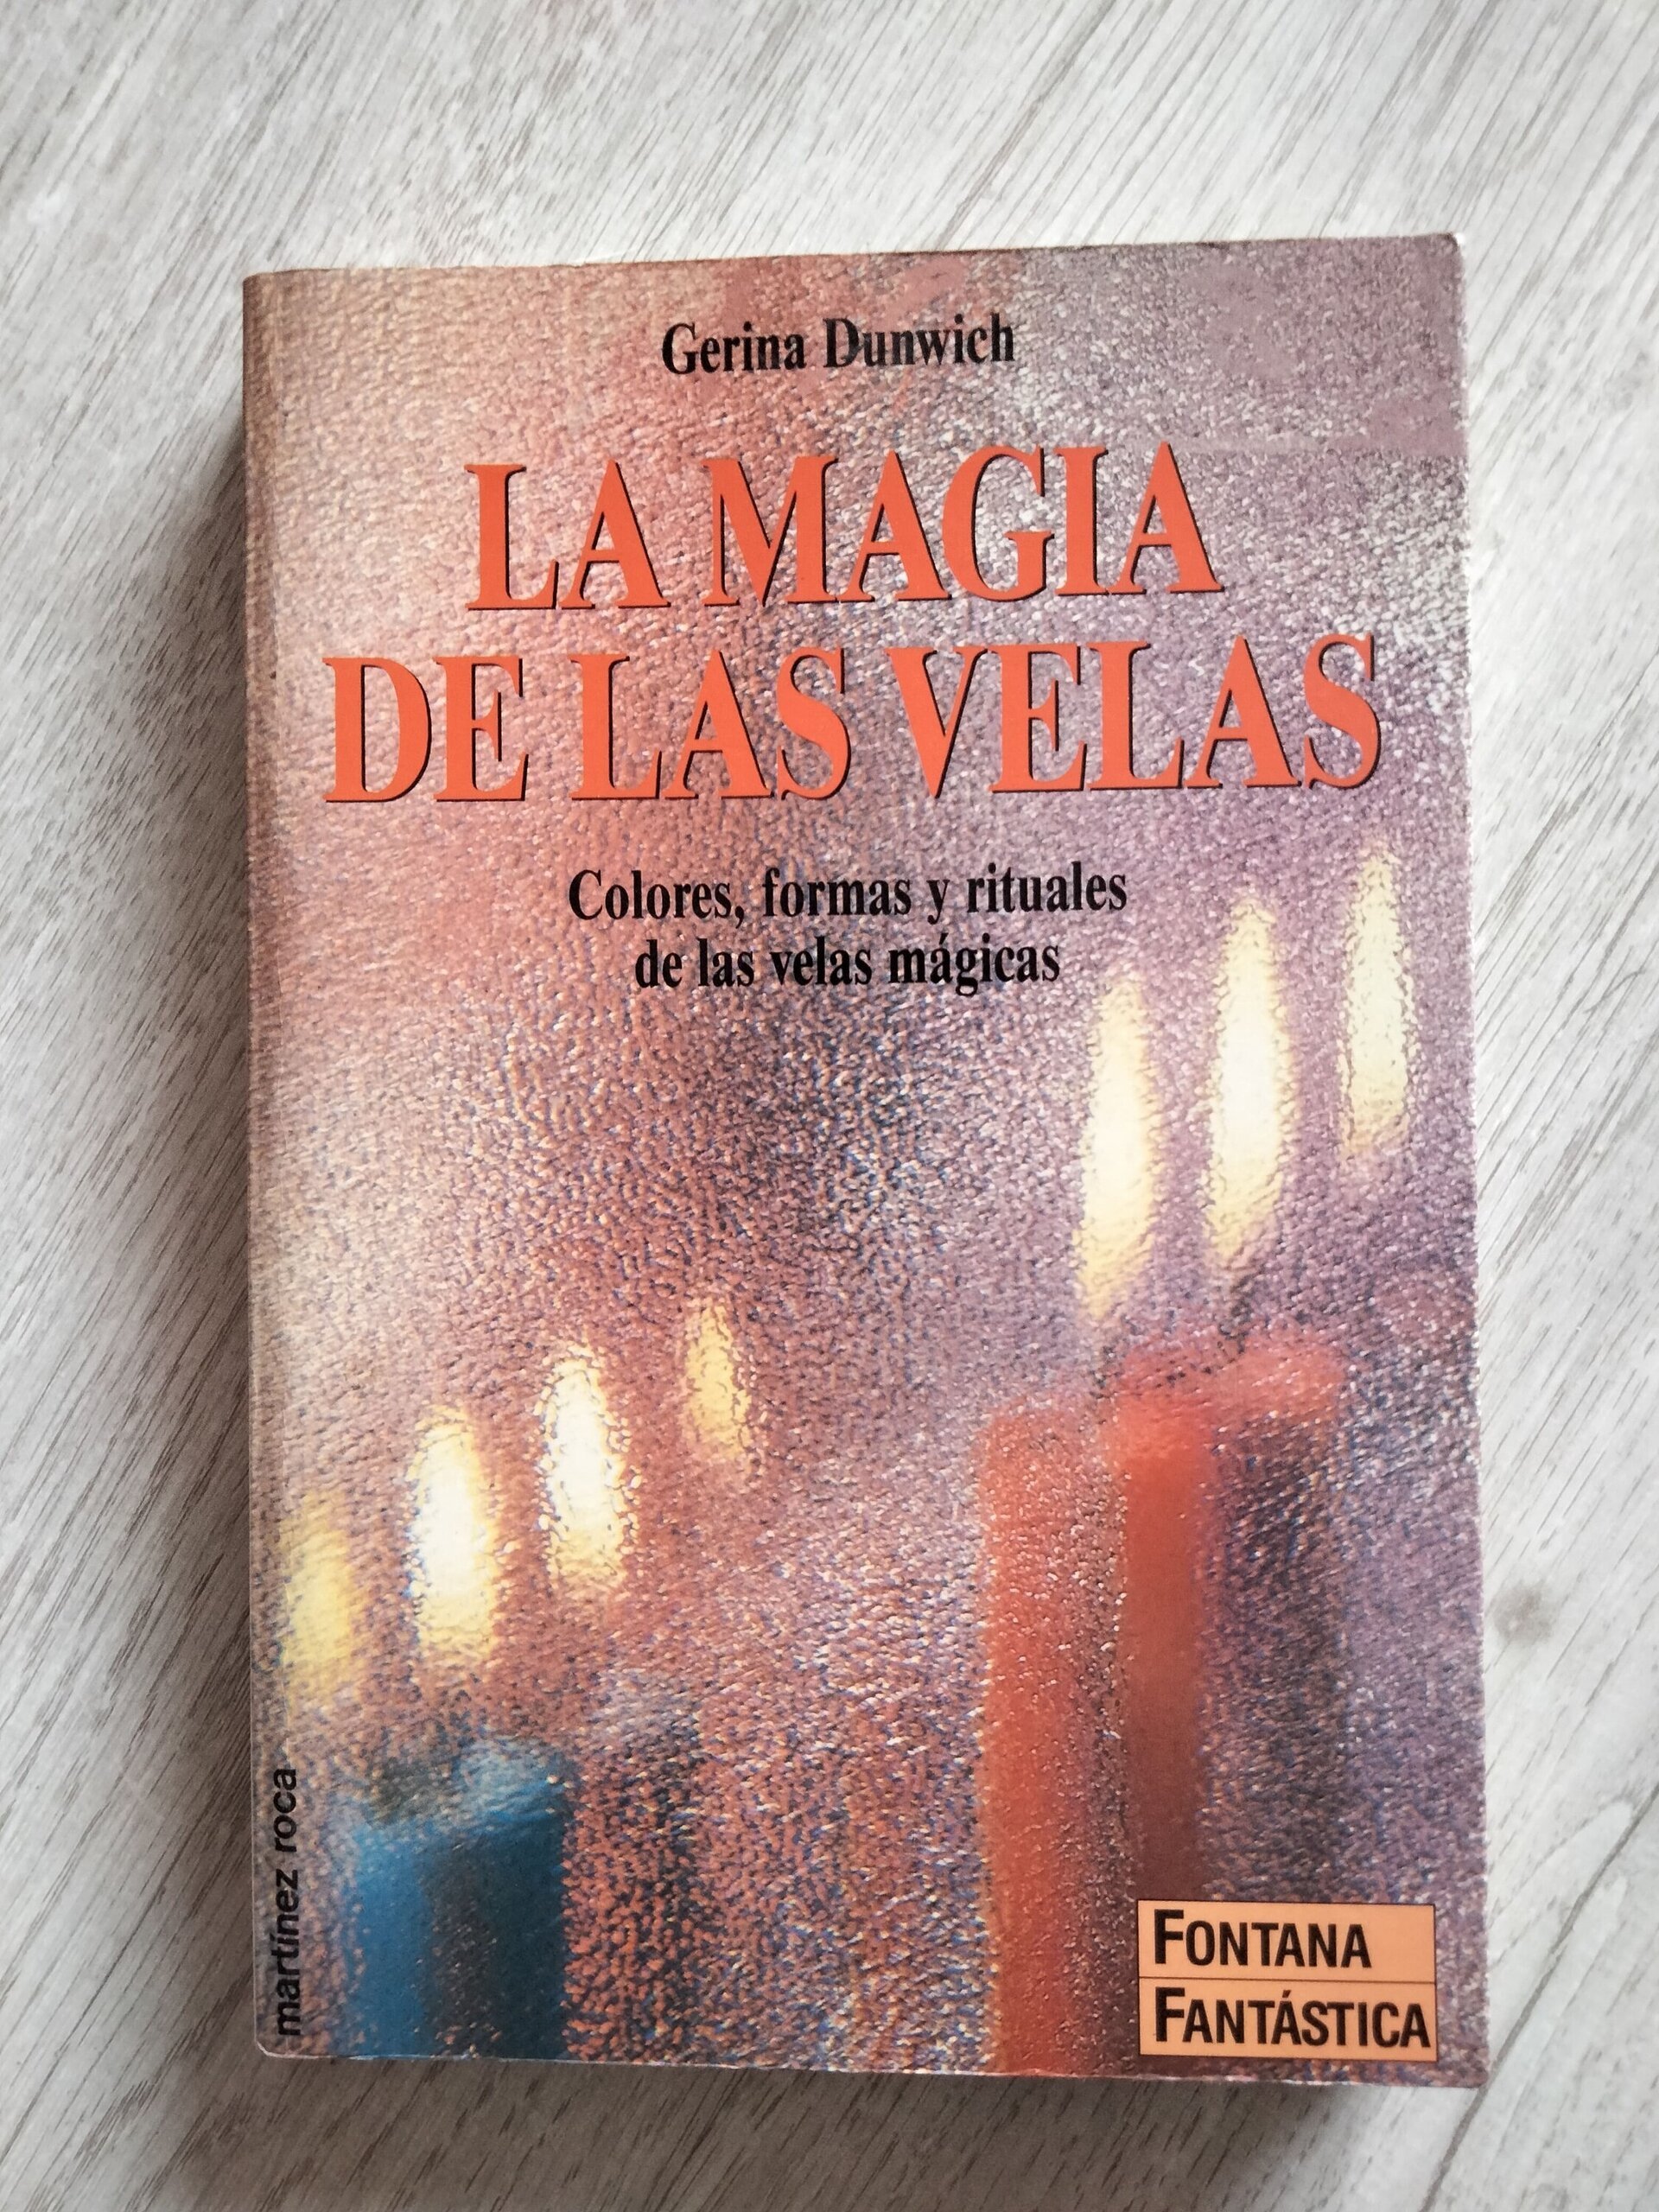 Gerina Dunwich
LA MAGIA
DE LAS VELAS
Colores, formas y rituales
de las velas mágicas
martínez roca
FONTANA
FANTÁSTICA